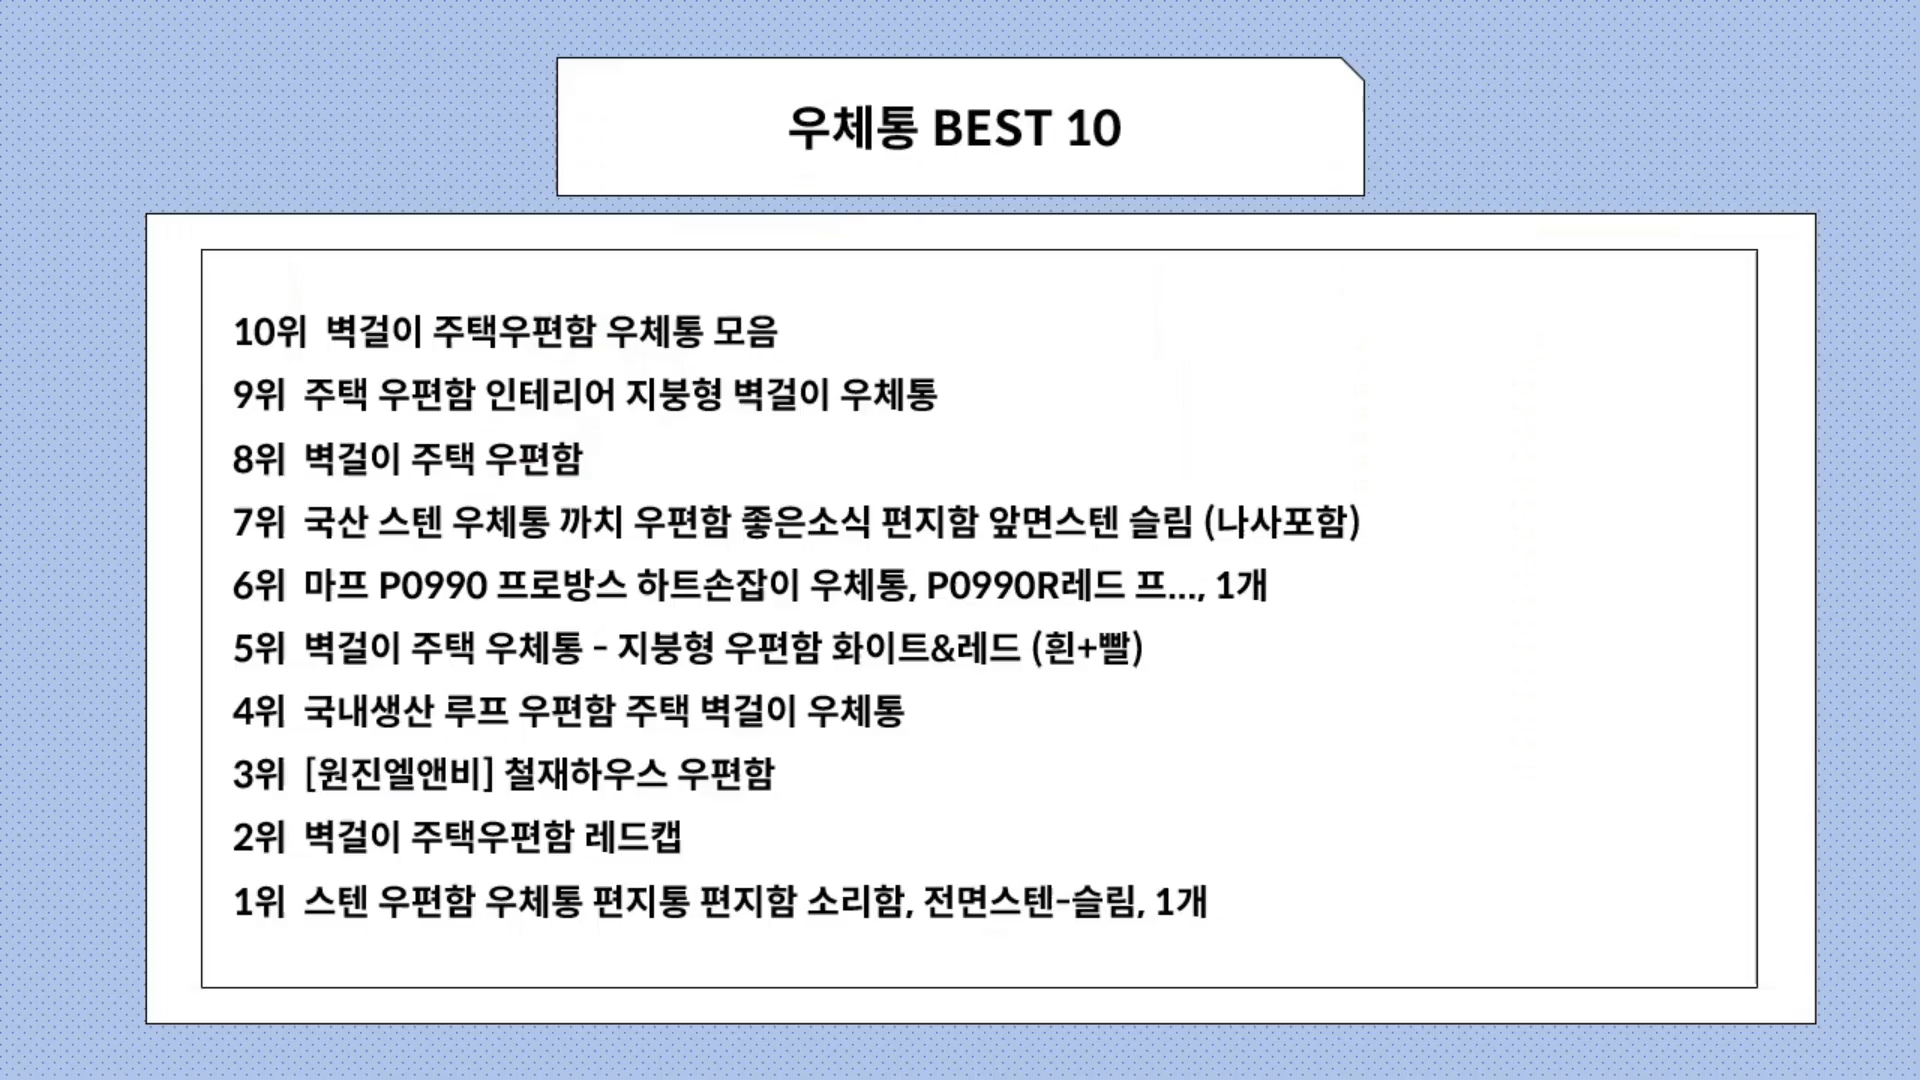 우체통 BEST 10
10위 벽걸이 주택우편함 우체통 모음
9위 주택 우편함 인테리어 지붕형 벽걸이 우체통
8위 벽걸이 주택 우편함
7위 국산 스텐 우체통 까치 우편함 좋은소식 편지함 앞면스텐 슬림 (나사포함)
6위 마프 P0990 프로방스 하트손잡이 우체통, P0990R레드 프..., 1개
5위 벽걸이 주택 우체통 - 지붕형 우편함 화이트&레드 (흰+빨)
4위 국내생산 루프 우편함 주택 벽걸이 우체통
3위 [원진엘앤비] 철재하우스 우편함
2위 벽걸이 주택우편함 레드캡
1위 스텐 우편함 우체통 편지통 편지함 소리함, 전면스텐-슬림, 1개